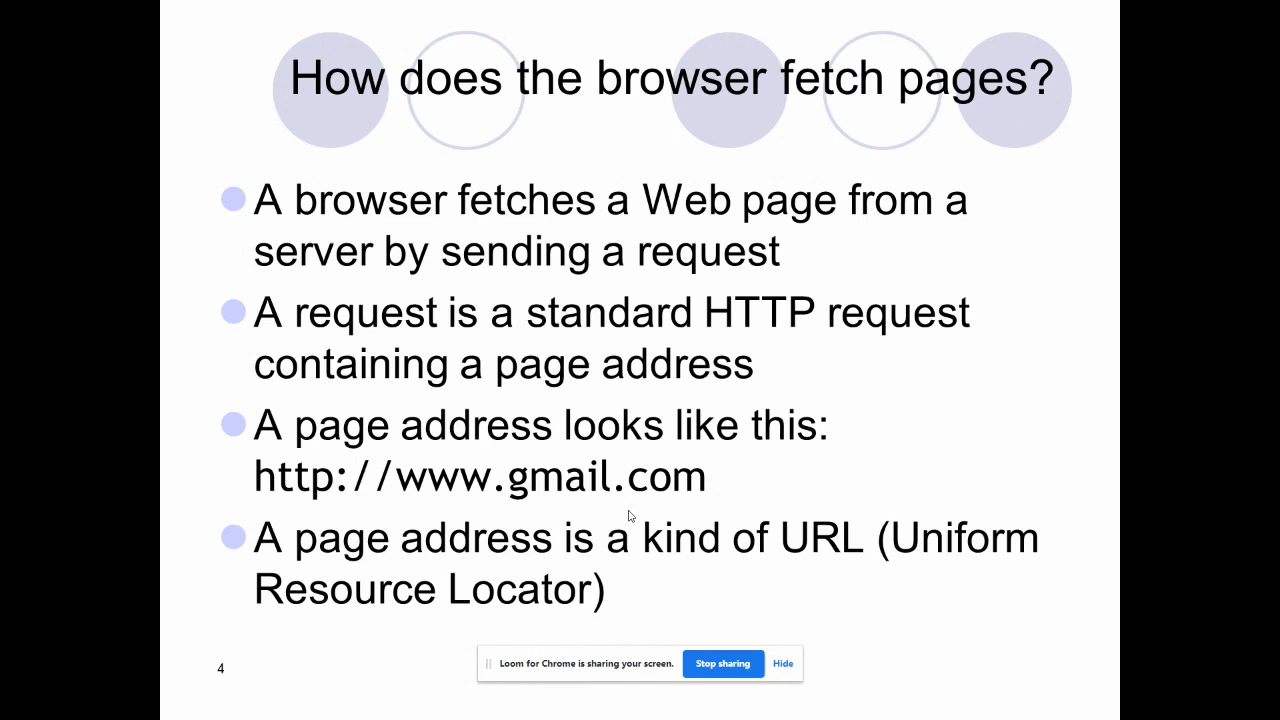 How does the browser fetch pages?
A browser fetches a Web page from a
server by sending a request
A request is a standard HTTP request
containing a page address
A page address looks like this:
http://www.gmail.com
A page address is a kind of URL (Uniform
Resource Locator)
4
Loom for Chrome is sharing your screen. Stop sharing Hide